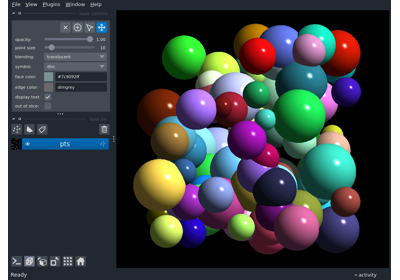 File View Plugins Window Help
opacity: 1.00
point size: 10
blending: translucent
symbol: disc
face color: #7c9092ff
edge color: dimgrey
display text: ✓
out of slice:
pts
Ready
activity